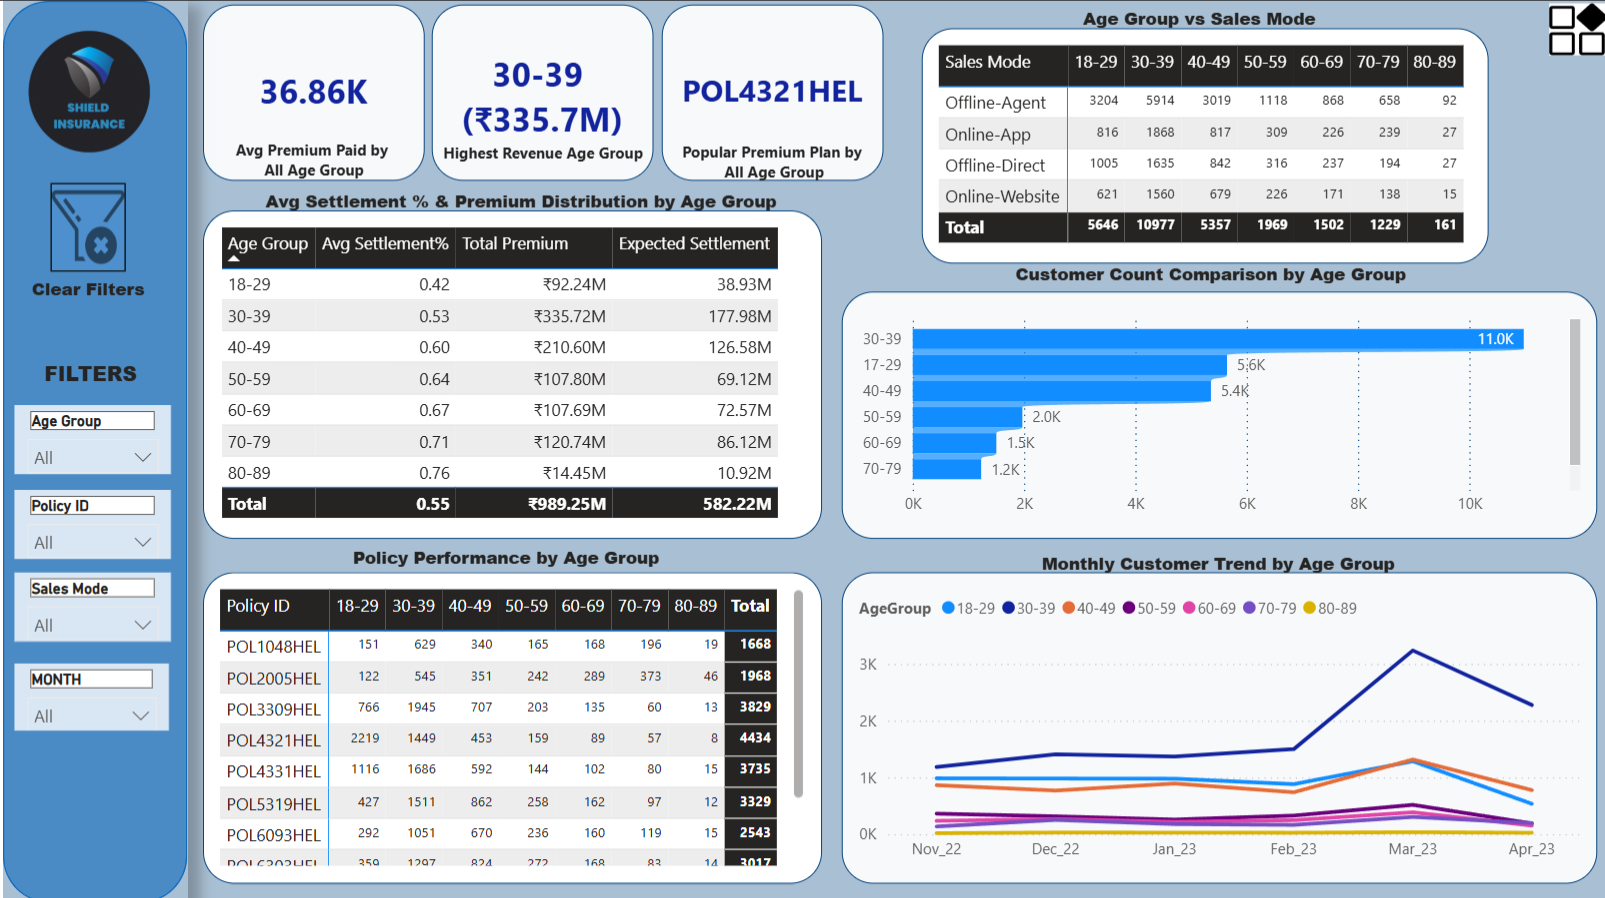 SHIELD
INSURANCE
Clear Filters
FILTERS
Age Group
All
Policy ID
All
Sales Mode
All
MONTH
All
36.86K
Avg Premium Paid by
All Age Group
30-39
(₹335.7M)
Highest Revenue Age Group
POL4321HEL
Popular Premium Plan by
All Age Group
Avg Settlement % & Premium Distribution by Age Group
Age Group Avg Settlement% Total Premium Expected Settlement
18-29 0.42 ₹92.24M 38.93M
30-39 0.53 ₹335.72M 177.98M
40-49 0.60 ₹210.60M 126.58M
50-59 0.64 ₹107.80M 69.12M
60-69 0.67 ₹107.69M 72.57M
70-79 0.71 ₹120.74M 86.12M
80-89 0.76 ₹14.45M 10.92M
Total 0.55 ₹989.25M 582.22M
Policy Performance by Age Group
Policy ID 18-29 30-39 40-49 50-59 60-69 70-79 80-89 Total
POL1048HEL 151 629 340 165 168 196 19 1668
POL2005HEL 122 545 351 242 289 373 46 1968
POL3309HEL 766 1945 707 203 135 60 13 3829
POL4321HEL 2219 1449 453 159 89 57 8 4434
POL4331HEL 1116 1686 592 144 102 80 15 3735
POL5319HEL 427 1511 862 258 162 97 12 3329
POL6093HEL 292 1051 670 236 160 119 15 2543
POL6303HEL 359 1297 824 272 168 83 14 3017
Age Group vs Sales Mode
Sales Mode 18-29 30-39 40-49 50-59 60-69 70-79 80-89
Offline-Agent 3204 5914 3019 1118 868 658 92
Online-App 816 1868 817 309 226 239 27
Offline-Direct 1005 1635 842 316 237 194 27
Online-Website 621 1560 679 226 171 138 15
Total 5646 10977 5357 1969 1502 1229 161
Customer Count Comparison by Age Group
30-39 11.0K
17-29 5.6K
40-49 5.4K
50-59 2.0K
60-69 1.5K
70-79 1.2K
0K 2K 4K 6K 8K 10K
Monthly Customer Trend by Age Group
AgeGroup 18-29 30-39 40-49 50-59 60-69 70-79 80-89
3K
2K
1K
0K
Nov_22 Dec_22 Jan_23 Feb_23 Mar_23 Apr_23